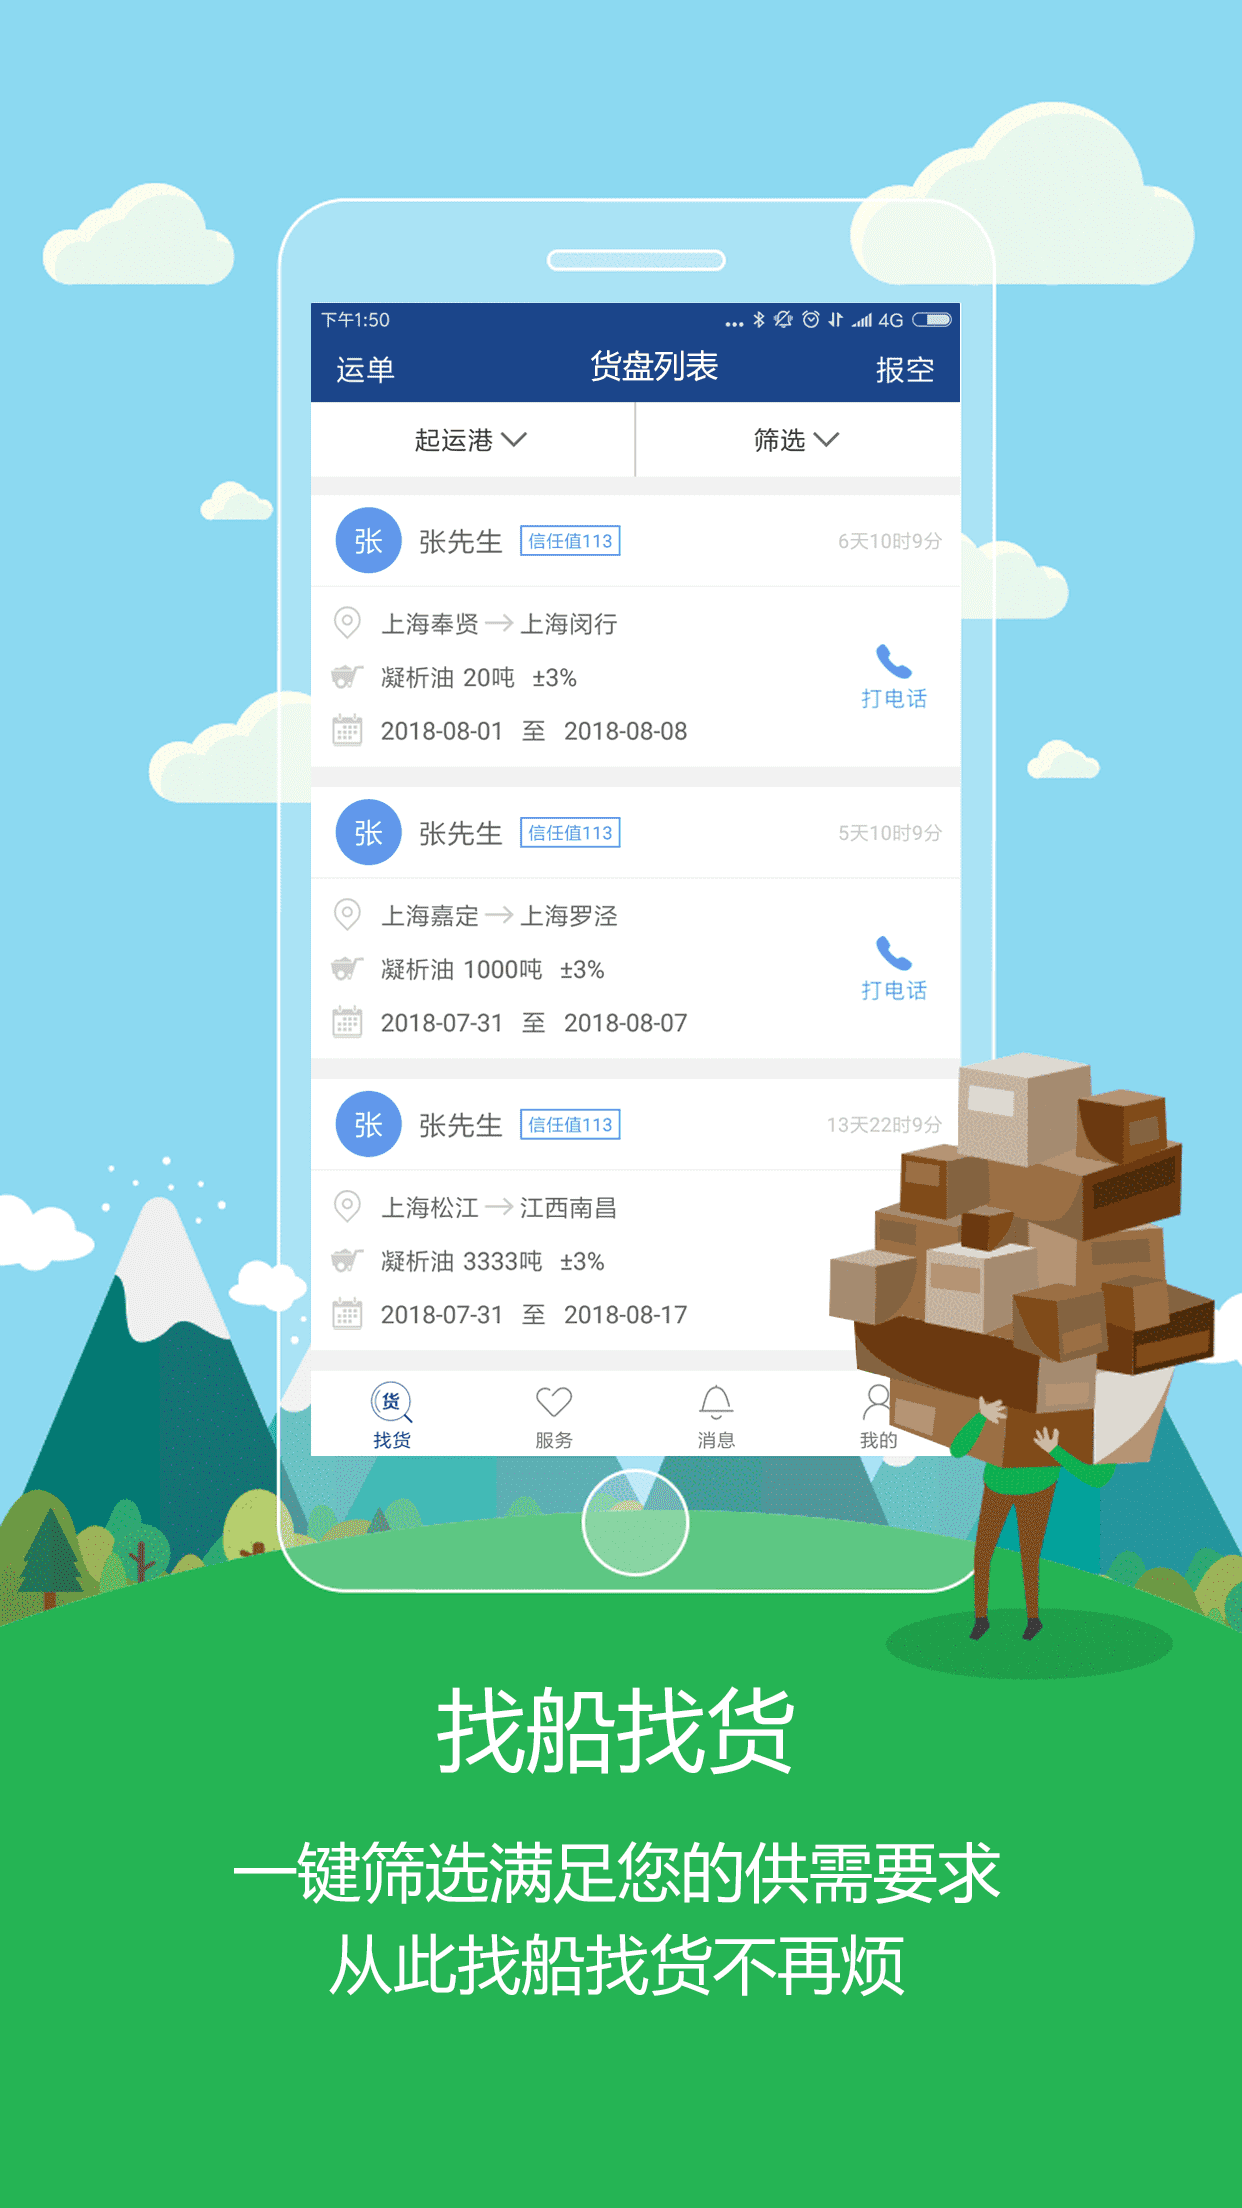 下午1:50 4G
运单 货盘列表 报空
起运港 筛选
张 张先生 信任值113 6天10时9分
上海奉贤 → 上海闵行
凝析油 20吨 ±3%
打电话
2018-08-01 至 2018-08-08
张 张先生 信任值113 5天10时9分
上海嘉定 → 上海罗泾
凝析油 1000吨 ±3%
打电话
2018-07-31 至 2018-08-07
张 张先生 信任值113 13天22时9分
上海松江 → 江西南昌
凝析油 3333吨 ±3%
2018-07-31 至 2018-08-17
货
找货 服务 消息 我的
找船找货
一键筛选满足您的供需要求
从此找船找货不再烦